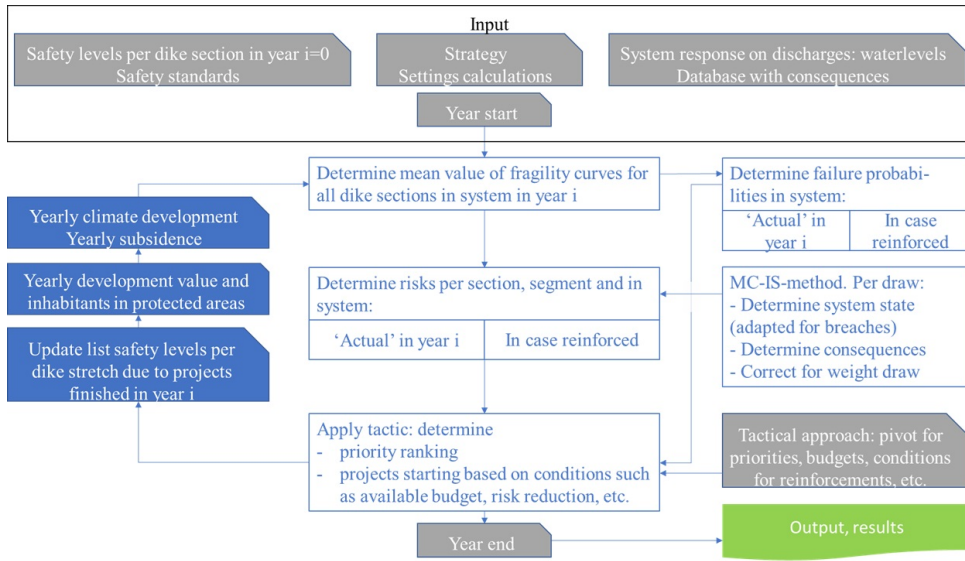 Input
Safety levels per dike section in year i=0
Safety standards
Strategy
Settings calculations
System response on discharges: waterlevels
Database with consequences
Year start
Determine mean value of fragility curves for
all dike sections in system in year i
Determine failure probabi-
lities in system:
‘Actual’ in
year i
In case
reinforced
Yearly climate development
Yearly subsidence
Yearly development value and
inhabitants in protected areas
Update list safety levels per
dike stretch due to projects
finished in year i
Determine risks per section, segment and in
system:
‘Actual’ in year i
In case reinforced
MC-IS-method. Per draw:
- Determine system state
(adapted for breaches)
- Determine consequences
- Correct for weight draw
Apply tactic: determine
- priority ranking
- projects starting based on conditions such
as available budget, risk reduction, etc.
Tactical approach: pivot for
priorities, budgets, conditions
for reinforcements, etc.
Year end
Output, results